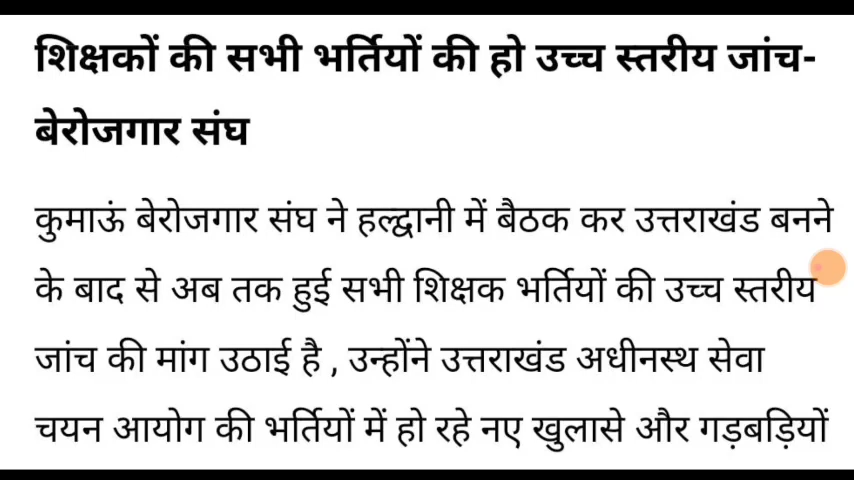 शिक्षकों की सभी भर्तियों की हो उच्च स्तरीय जांच-
बेरोजगार संघ
कुमाऊं बेरोजगार संघ ने हल्द्वानी में बैठक कर उत्तराखंड बनने
के बाद से अब तक हुई सभी शिक्षक भर्तियों की उच्च स्तरीय
जांच की मांग उठाई है , उन्होंने उत्तराखंड अधीनस्थ सेवा
चयन आयोग की भर्तियों में हो रहे नए खुलासे और गड़बड़ियों